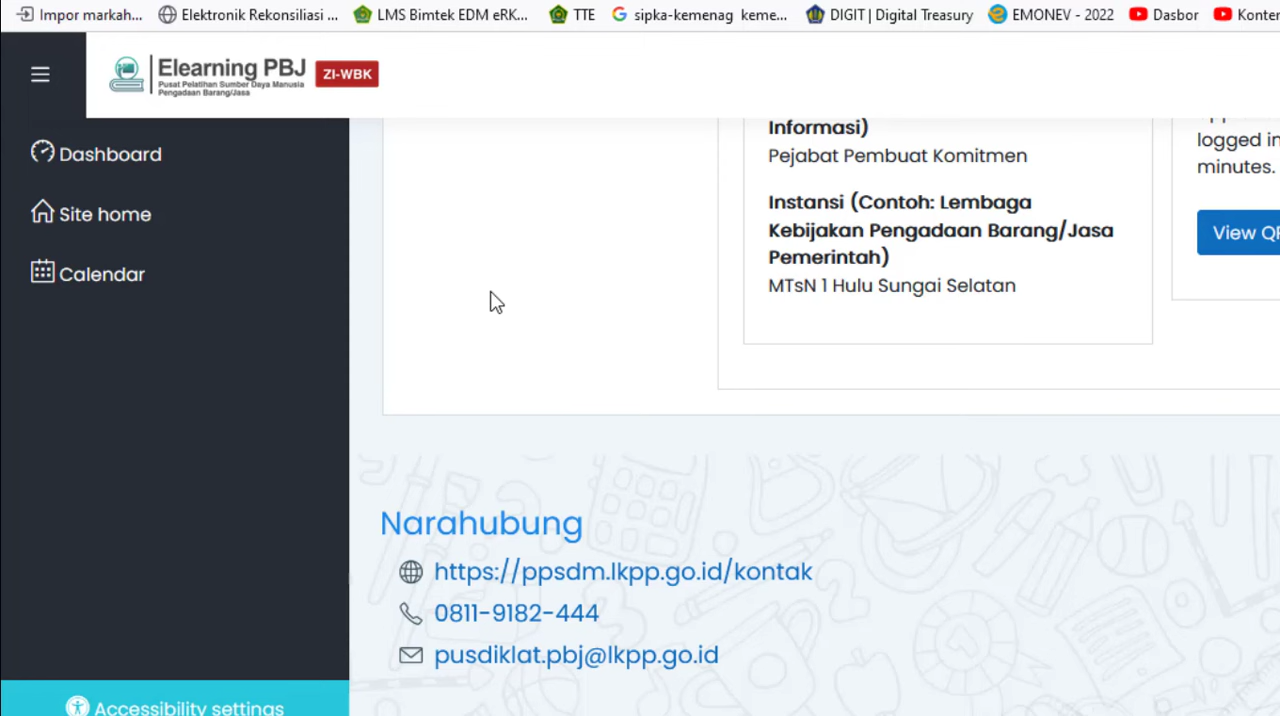 Impor markah... Elektronik Rekonsiliasi ... LMS Bimtek EDM eRK... TTE sipka-kemenag keme... DIGIT | Digital Treasury EMONEV - 2022 Dasbor Konten
Elearning PBJ ZI-WBK
Pusat Pelatihan Sumber Daya Manusia
Pengadaan Barang/Jasa
Dashboard
Site home
Calendar
Accessibility settings
Informasi)
Pejabat Pembuat Komitmen
Instansi (Contoh: Lembaga
Kebijakan Pengadaan Barang/Jasa
Pemerintah)
MTsN 1 Hulu Sungai Selatan
logged in
minutes.
View
Narahubung
https://ppsdm.lkpp.go.id/kontak
0811-9182-444
pusdiklat.pbj@lkpp.go.id